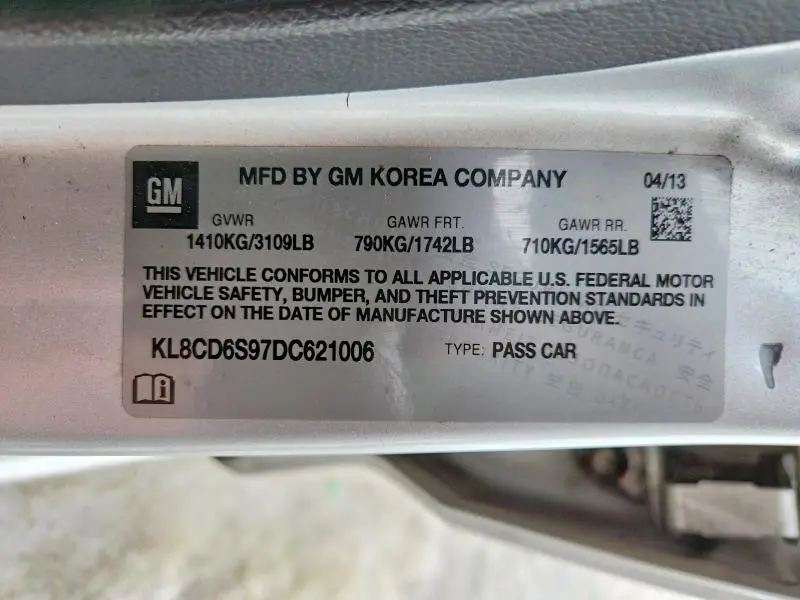 GM
MFD BY GM KOREA COMPANY
04/13
GVWR GAWR FRT. GAWR RR.
1410KG/3109LB 790KG/1742LB 710KG/1565LB
THIS VEHICLE CONFORMS TO ALL APPLICABLE U.S. FEDERAL MOTOR
VEHICLE SAFETY, BUMPER, AND THEFT PREVENTION STANDARDS IN
EFFECT ON THE DATE OF MANUFACTURE SHOWN ABOVE.
KL8CD6S97DC621006 TYPE: PASS CAR